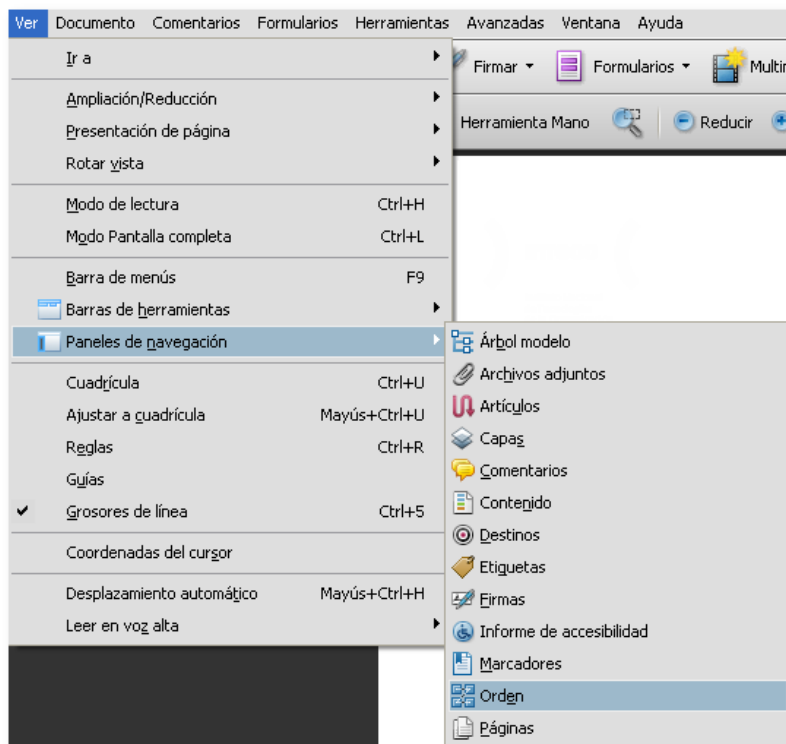 Ver Documento Comentarios Formularios Herramientas Avanzadas Ventana Ayuda
Ir a
Firmar Formularios
Ampliación/Reducción
Presentación de página
Herramienta Mano Reducir
Rotar vista
Modo de lectura Ctrl+H
Modo Pantalla completa Ctrl+L
Barra de menús F9
Barras de herramientas
Paneles de navegación
Cuadrícula Ctrl+U
Ajustar a cuadrícula Mayús+Ctrl+U
Reglas Ctrl+R
Guías
Grosores de línea Ctrl+5
Coordenadas del cursor
Desplazamiento automático Mayús+Ctrl+H
Leer en voz alta
Árbol modelo
Archivos adjuntos
Artículos
Capas
Comentarios
Contenido
Destinos
Etiquetas
Firmas
Informe de accesibilidad
Marcadores
Orden
Páginas